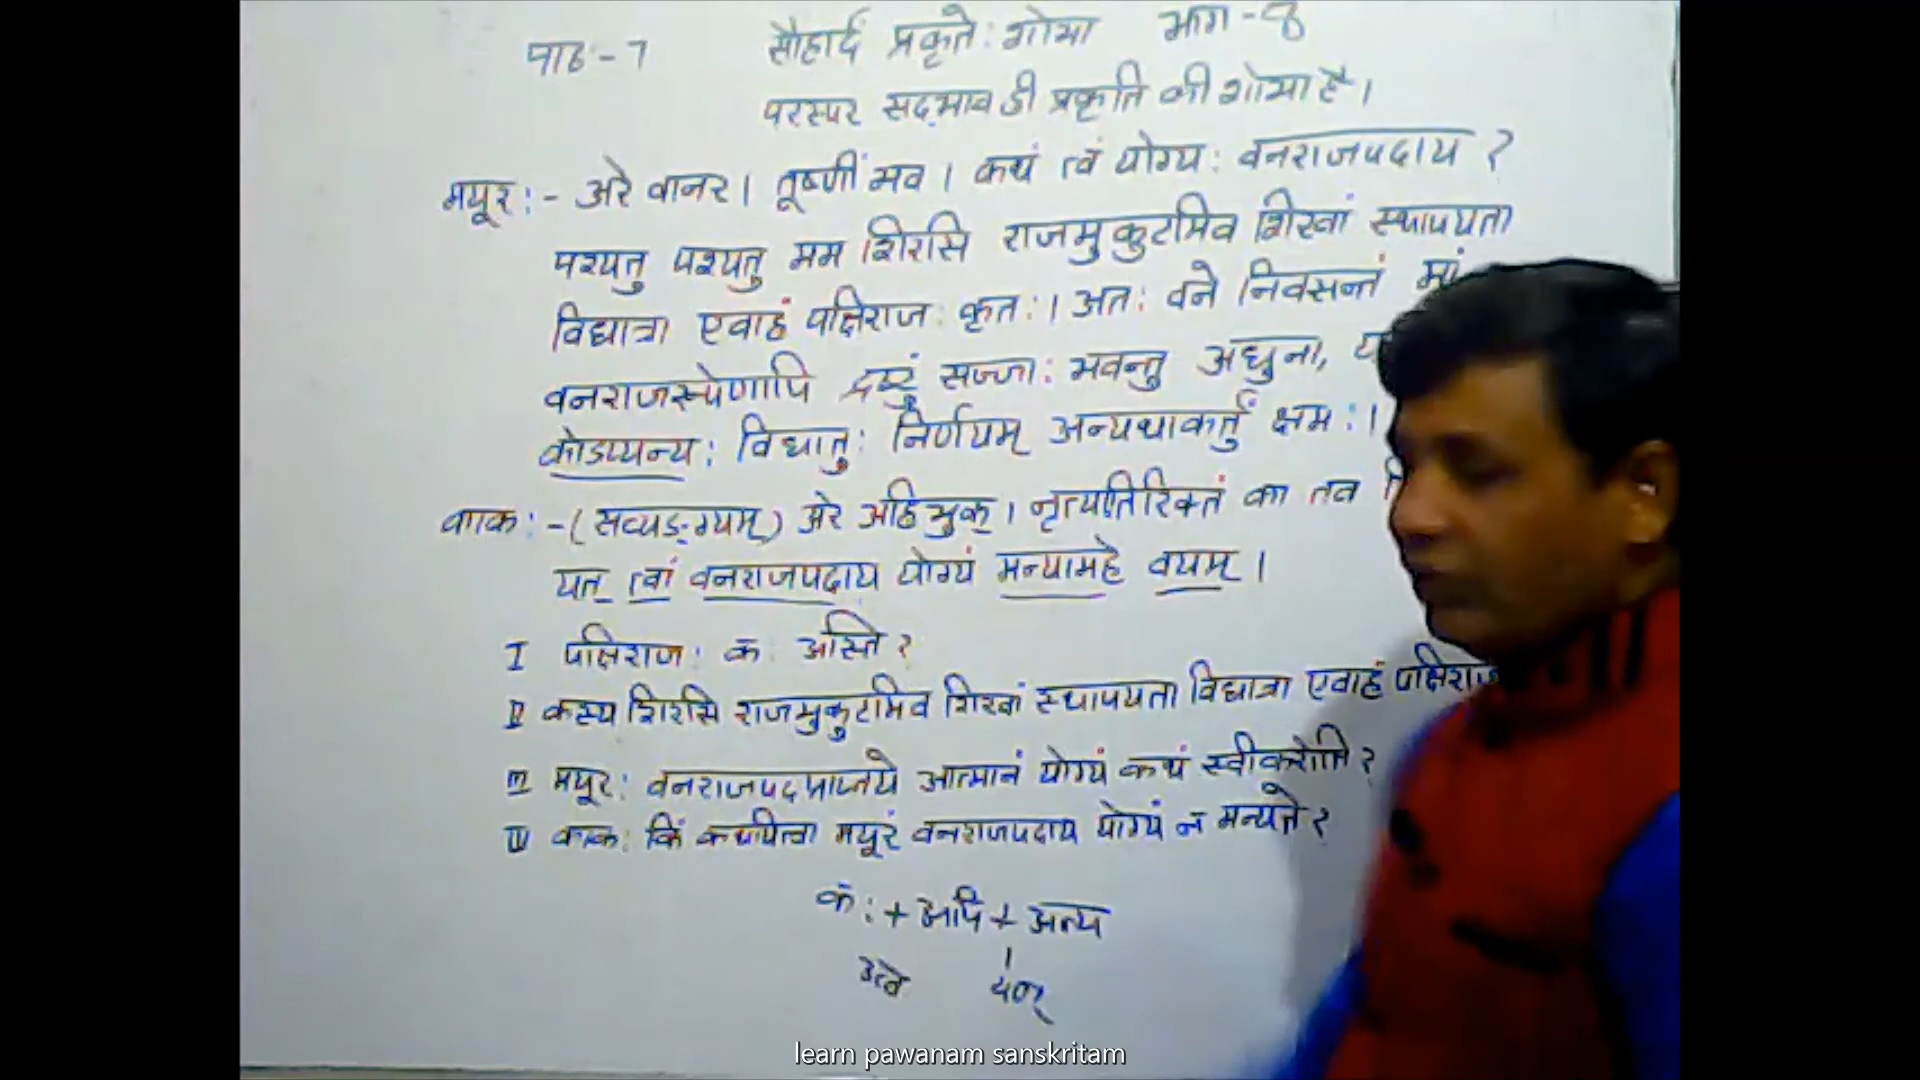 पाठ-7 सौहार्दं प्रकृते: शोभा भाग-8
परस्पर सद्भाव ही प्रकृति की शोभा है।
मयूर:- अरे वानर। तूष्णीं भव। कथं त्वं योग्य: वनराजपदाय?
पश्यतु पश्यतु मम शिरसि राजमुकुटमिव शिखां स्थापयता
विधात्रा एवाहं पक्षिराज: कृत:। अत: वने निवसन्तं मां
वनराजरूपेणापि द्रष्टुं सज्जा: भवन्तु अधुना,
कोऽप्यन्य: विधातु: निर्णयम् अन्यथाकर्तुं क्षम:।
काक:-(सव्यङ्ग्यम्) अरे अहिभुक्। नृत्यातिरिक्तं का तव
यत् त्वां वनराजपदाय योग्यं मन्यामहे वयम्।
I पक्षिराज: क: अस्ति?
II कस्य शिरसि राजमुकुटमिव शिखां स्थापयता विधात्रा एवाहं पक्षिराज
III मयूर: वनराजपदप्राप्तये आत्मानं योग्यं कथं स्वीकरोति?
IV काक: किं कथयित्वा मयूरं वनराजपदाय योग्यं न मन्यते?
क: + अपि + अन्य
उत्व यण्
learn pawanam sanskritam